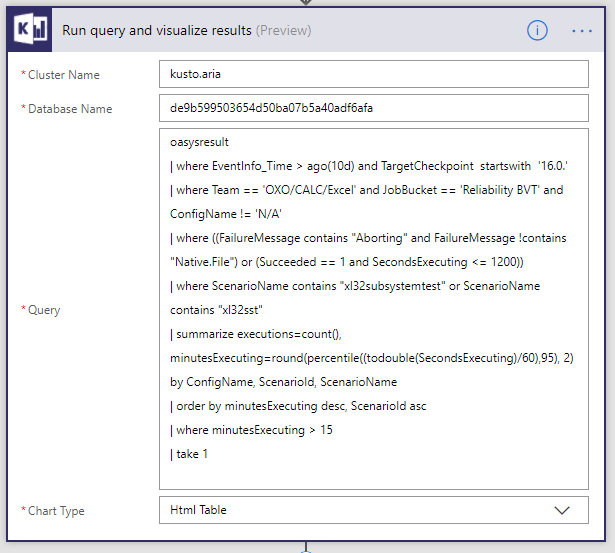 K
Run query and visualize results (Preview)
* Cluster Name
kusto.aria
* Database Name
de9b599503654d50ba07b5a40adf6afa
* Query
oasysresult
| where EventInfo_Time > ago(10d) and TargetCheckpoint  startswith  '16.0.'
| where Team == 'OXO/CALC/Excel' and JobBucket == 'Reliability BVT' and
ConfigName != 'N/A'
| where ((FailureMessage contains "Aborting" and FailureMessage !contains
"Native.File") or (Succeeded == 1 and SecondsExecuting <= 1200))
| where ScenarioName contains "xl32subsystemtest" or ScenarioName
contains "xl32sst"
| summarize executions=count(),
minutesExecuting=round(percentile((todouble(SecondsExecuting)/60),95), 2)
by ConfigName, ScenarioId, ScenarioName
| order by minutesExecuting desc, ScenarioId asc
| where minutesExecuting > 15
| take 1
* Chart Type
Html Table